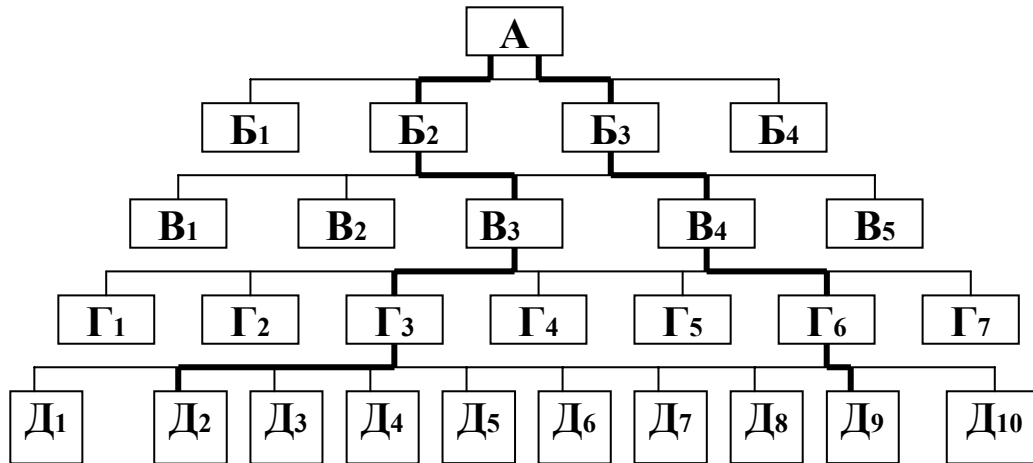 А
Б1 Б2 Б3 Б4
В1 В2 В3 В4 В5
Г1 Г2 Г3 Г4 Г5 Г6 Г7
Д1 Д2 Д3 Д4 Д5 Д6 Д7 Д8 Д9 Д10